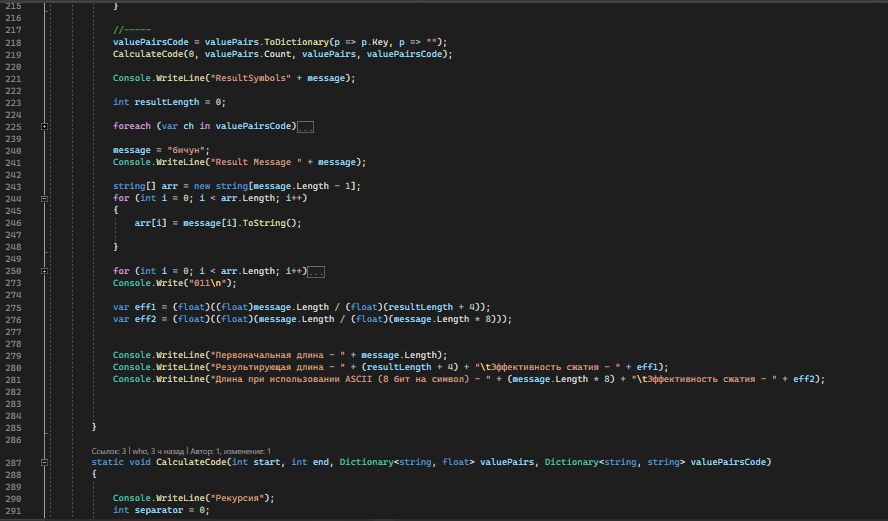 215 }
216
217 //-----
218 valuePairsCode = valuePairs.ToDictionary(p => p.Key, p => "");
219 CalculateCode(0, valuePairs.Count, valuePairs, valuePairsCode);
220
221 Console.WriteLine("ResultSymbols" + message);
222
223 int resultLength = 0;
224
225 foreach (var ch in valuePairsCode)...
239
240 message = "бичун";
241 Console.WriteLine("Result Message " + message);
242
243 string[] arr = new string[message.Length - 1];
244 for (int i = 0; i < arr.Length; i++)
245 {
246 arr[i] = message[i].ToString();
247
248 }
249
250 for (int i = 0; i < arr.Length; i++)...
273 Console.Write("011\n");
274
275 var eff1 = (float)((float)message.Length / (float)(resultLength + 4));
276 var eff2 = (float)((float)(message.Length / (float)(message.Length * 8)));
277
278
279 Console.WriteLine("Первоначальная длина - " + message.Length);
280 Console.WriteLine("Результирующая длина - " + (resultLength + 4) + "\tЭффективность сжатия - " + eff1);
281 Console.WriteLine("Длина при использовании ASCII (8 бит на символ) - " + (message.Length * 8) + "\tЭффективность сжатия - " + eff2);
282
283
284
285 }
286
Ссылок: 3 | who, 3 ч назад | Автор: 1, изменение: 1
287 static void CalculateCode(int start, int end, Dictionary<string, float> valuePairs, Dictionary<string, string> valuePairsCode)
288 {
289
290 Console.WriteLine("Рекурсия");
291 int separator = 0;